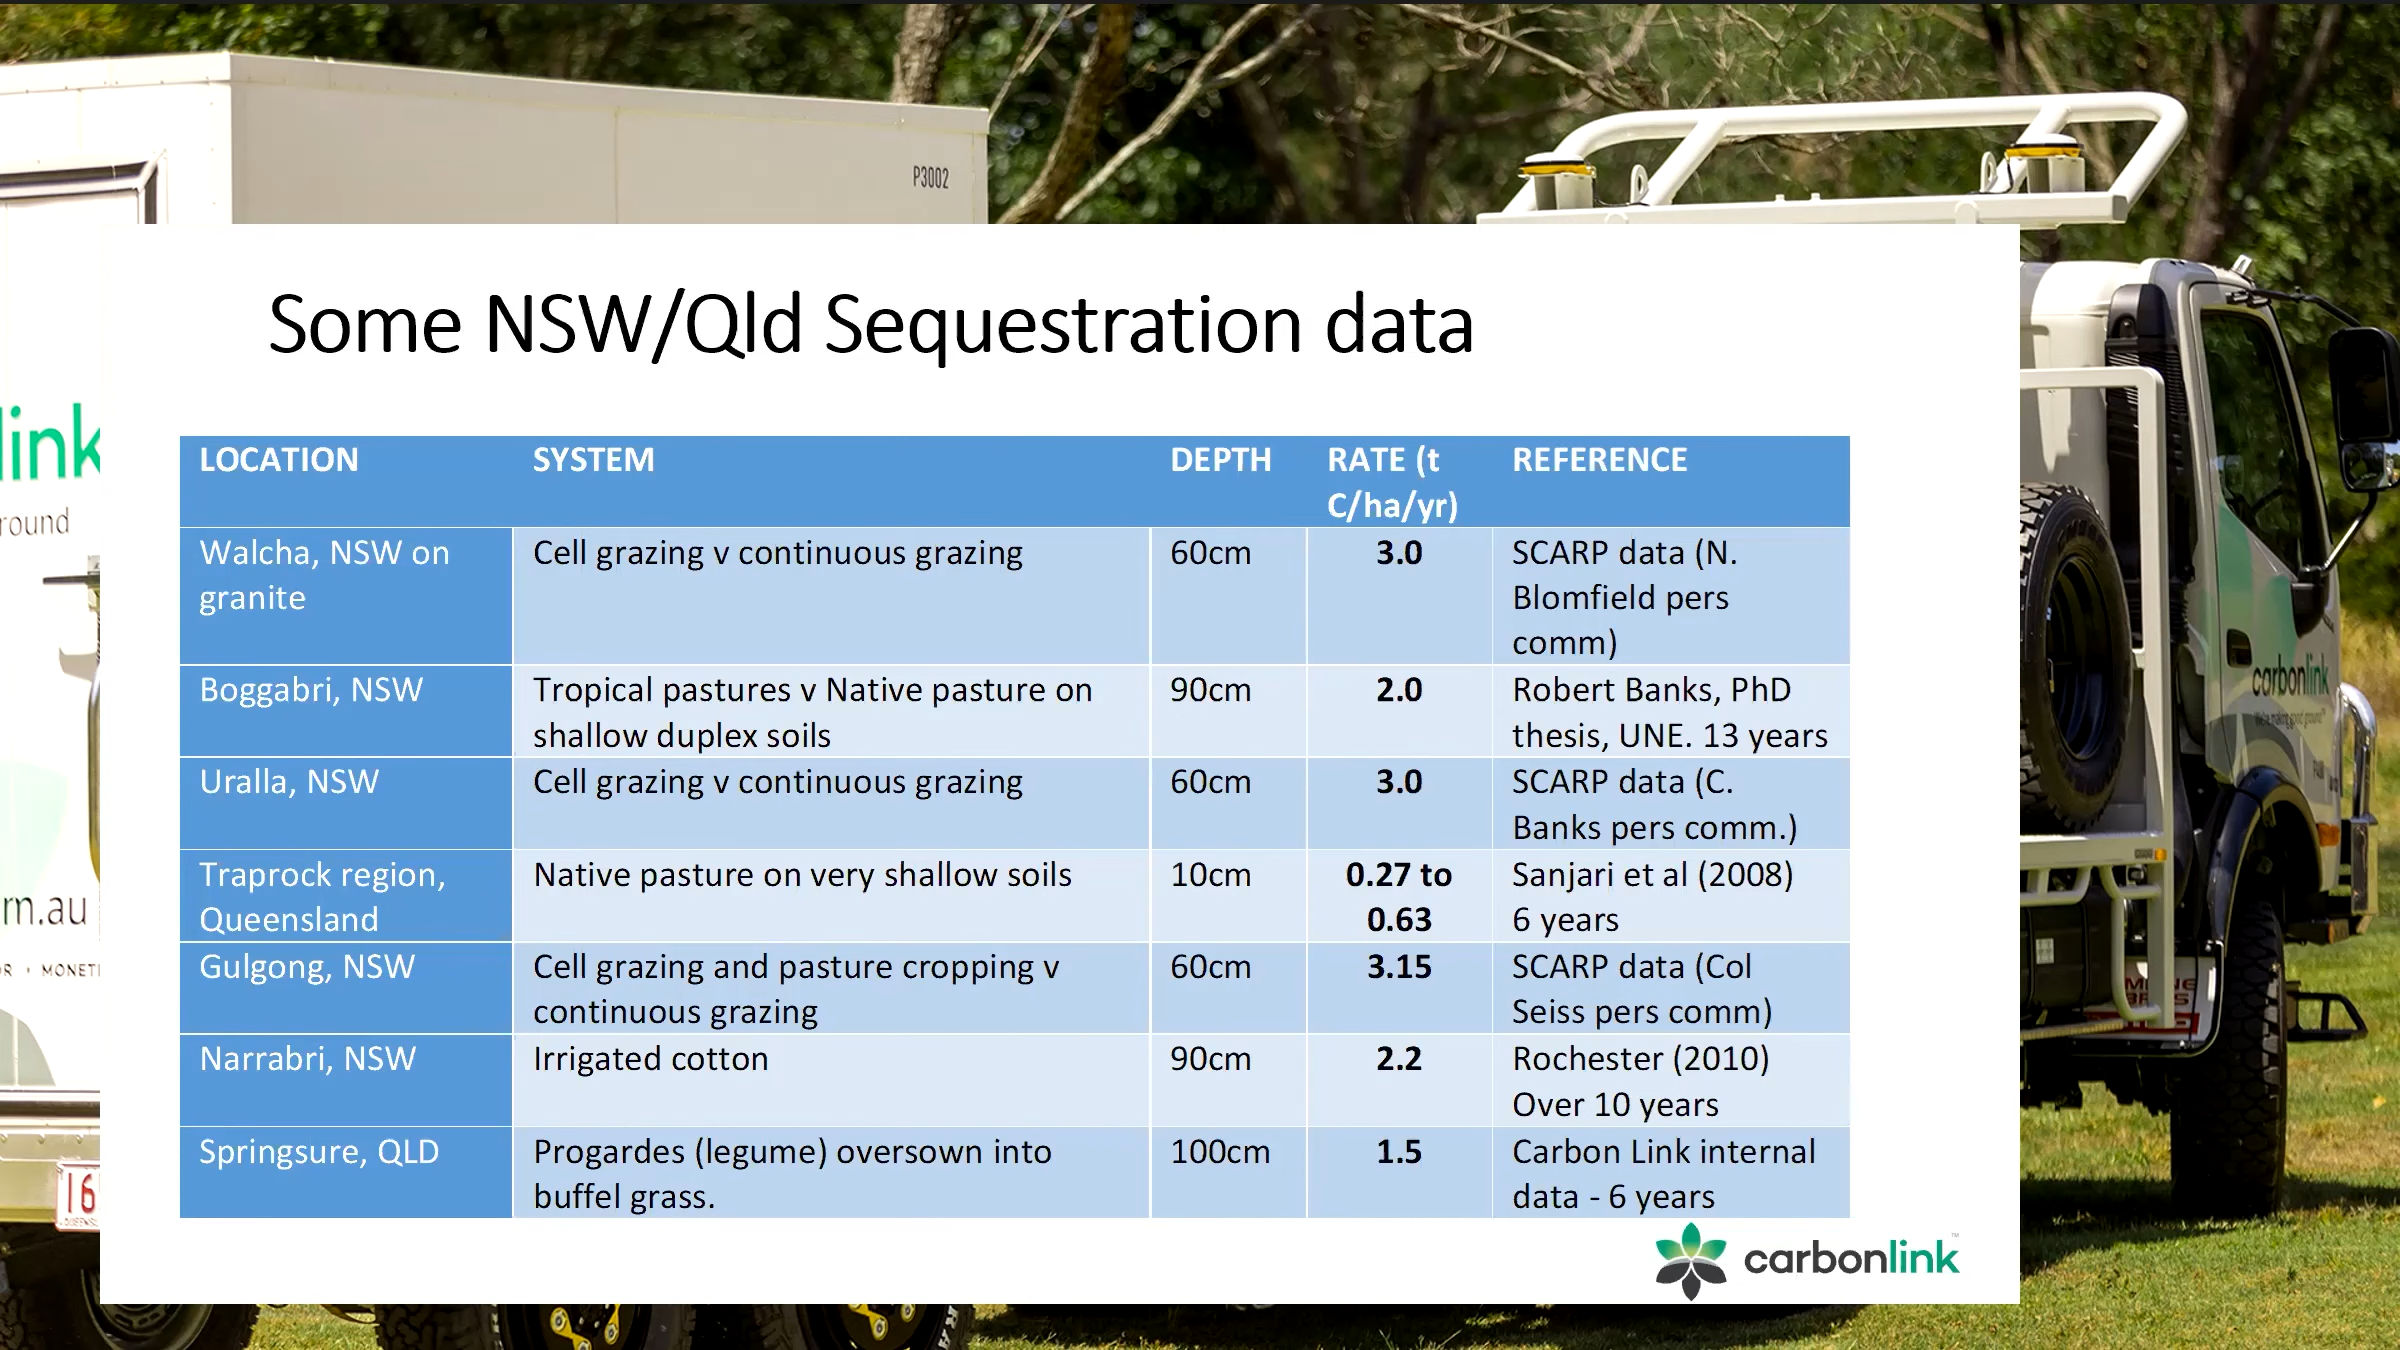 P3002
Some NSW/Qld Sequestration data
LOCATION SYSTEM DEPTH RATE (t C/ha/yr) REFERENCE
Walcha, NSW on granite Cell grazing v continuous grazing 60cm 3.0 SCARP data (N. Blomfield pers comm)
Boggabri, NSW Tropical pastures v Native pasture on shallow duplex soils 90cm 2.0 Robert Banks, PhD thesis, UNE. 13 years
Uralla, NSW Cell grazing v continuous grazing 60cm 3.0 SCARP data (C. Banks pers comm.)
Traprock region, Queensland Native pasture on very shallow soils 10cm 0.27 to 0.63 Sanjari et al (2008) 6 years
Gulgong, NSW Cell grazing and pasture cropping v continuous grazing 60cm 3.15 SCARP data (Col Seiss pers comm)
Narrabri, NSW Irrigated cotton 90cm 2.2 Rochester (2010) Over 10 years
Springsure, QLD Progardes (legume) oversown into buffel grass. 100cm 1.5 Carbon Link internal data - 6 years
carbonlink
link
round
rm.au
OR • MONETI
16
carbonlink